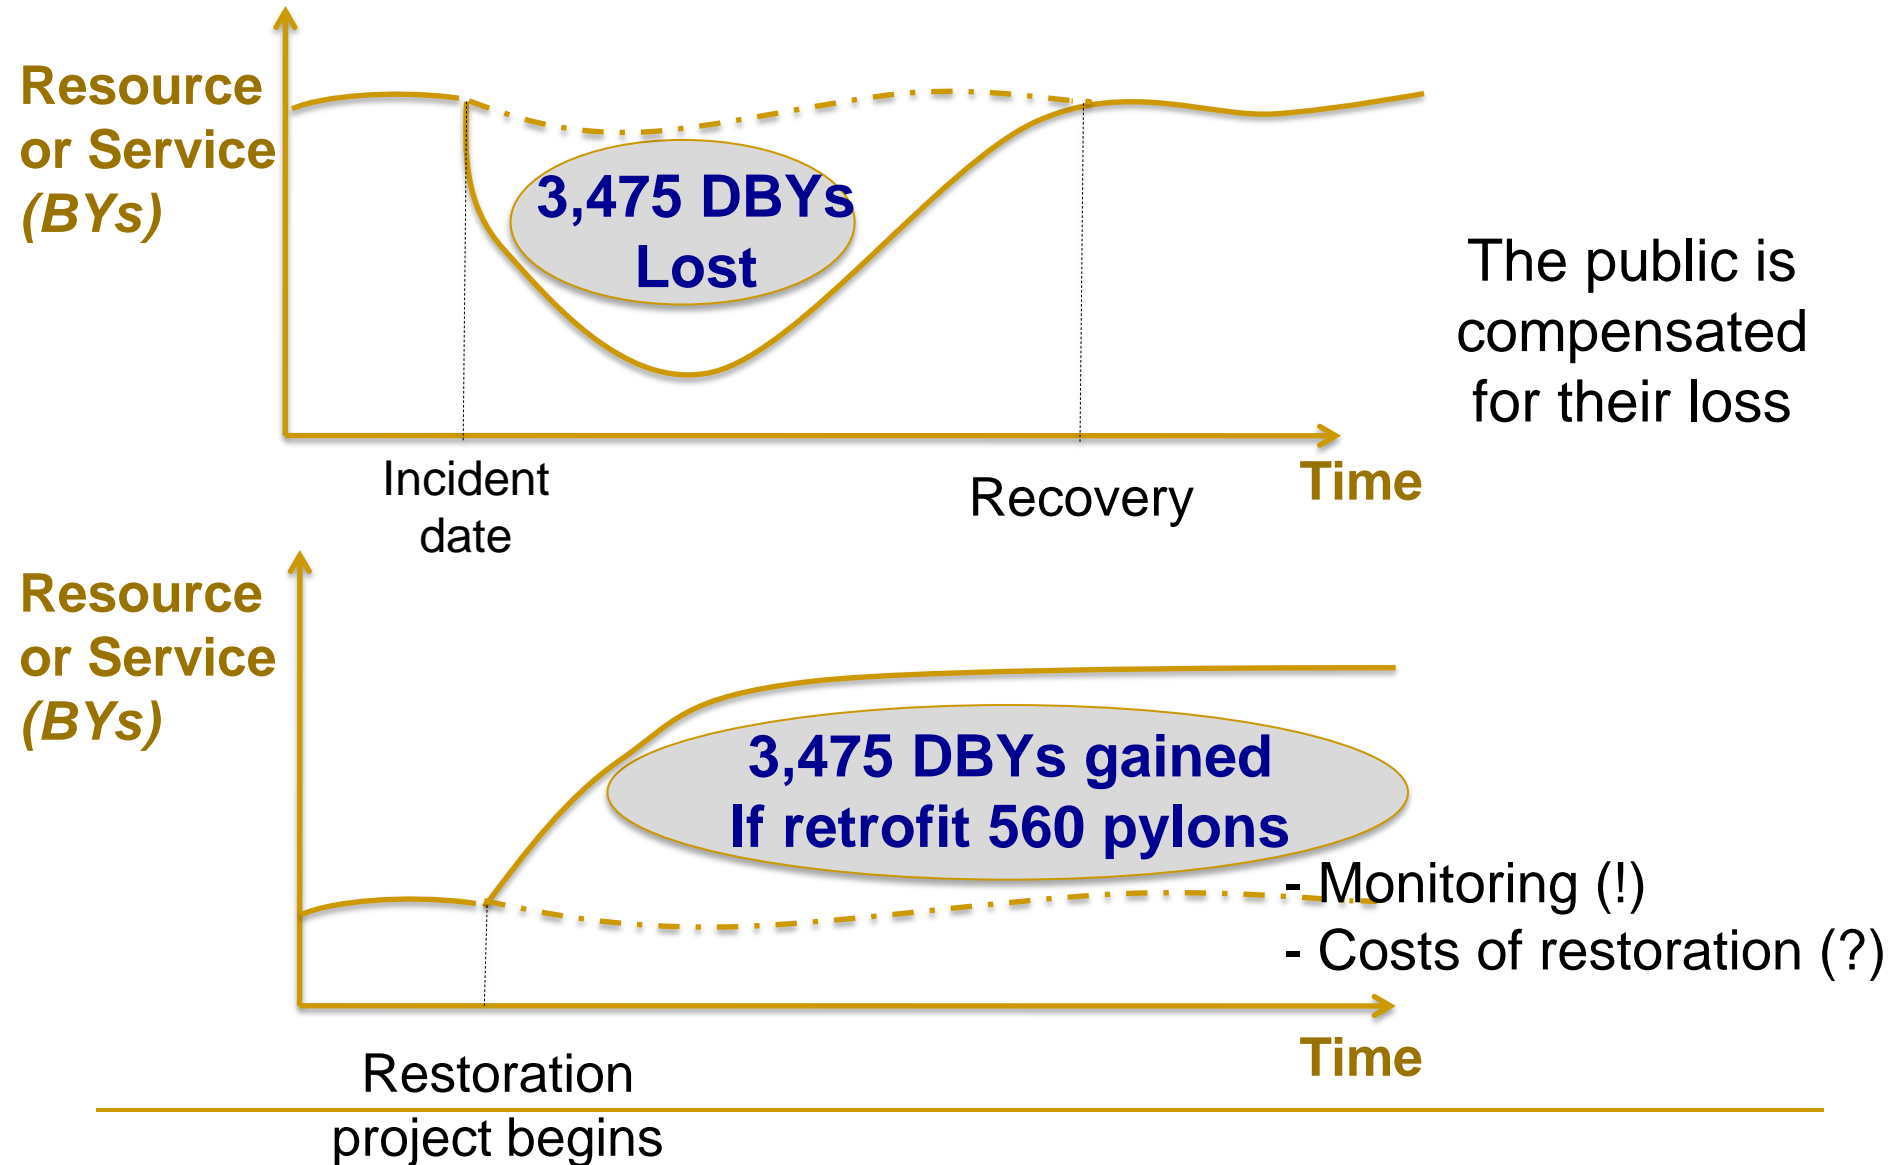 Resource
or Service
(BYs)
3,475 DBYs
Lost
The public is
compensated
for their loss
Incident
date
Recovery
Time
Resource
or Service
(BYs)
3,475 DBYs gained
If retrofit 560 pylons
- Monitoring (!)
- Costs of restoration (?)
Time
Restoration
project begins